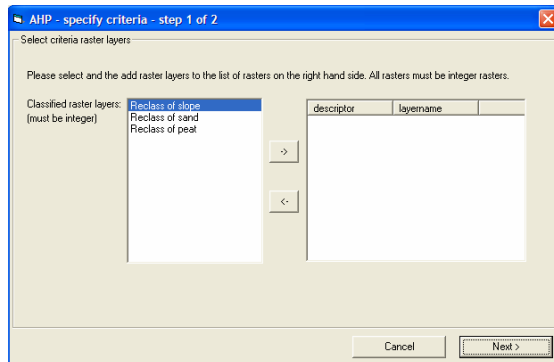 AHP - specify criteria - step 1 of 2
Select criteria raster layers
Please select and the add raster layers to the list of rasters on the right hand side. All rasters must be integer rasters.
Classified raster layers:
(must be integer)
Reclass of slope
Reclass of sand
Reclass of peat
->
<-
descriptor layername
Cancel Next >